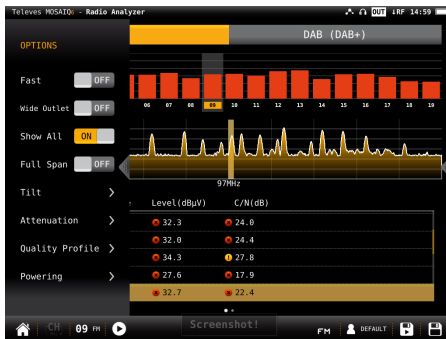 Televes MOSAIQ6 - Radio Analyzer OUT RF 14:59
OPTIONS
DAB (DAB+)
Fast OFF
Wide Outlet OFF
06 07 08 09 10 11 12 13 14 15 16 17 18 19
Show All ON
Full Span OFF
97MHz
Tilt
Level(dBµV) C/N(dB)
Attenuation
32.3 24.0
32.0 24.4
Quality Profile
34.3 ! 27.8
Powering
27.6 17.9
32.7 22.4
Screenshot!
CH 09 FM FM DEFAULT